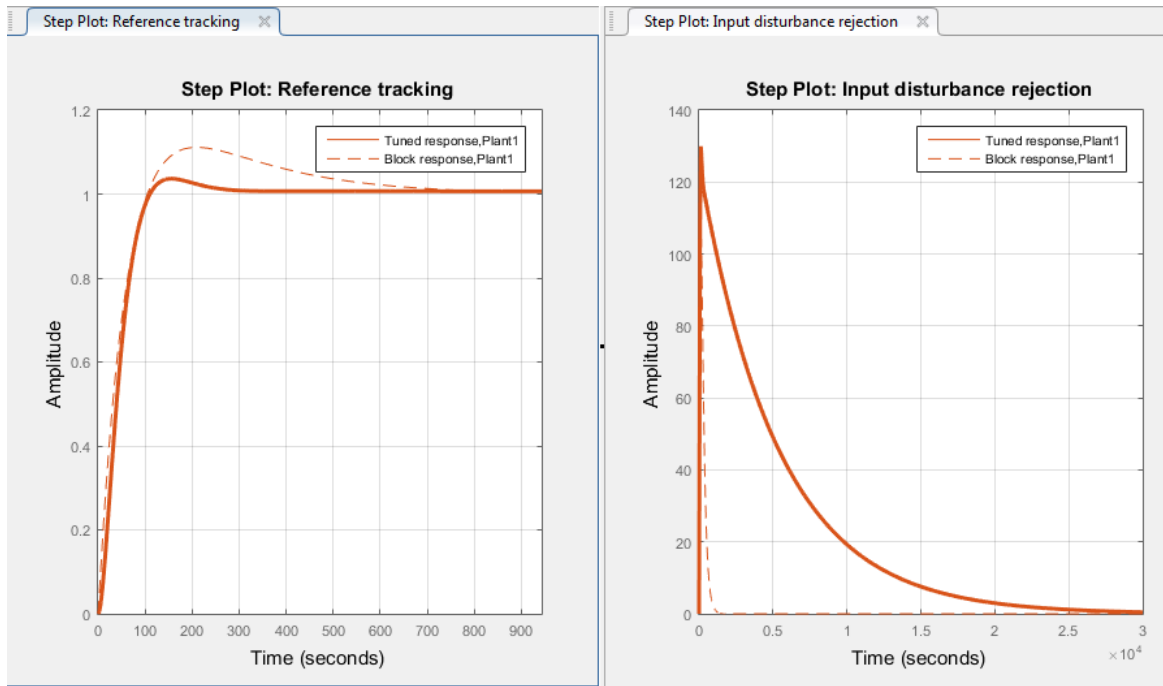 Step Plot: Reference tracking
Step Plot: Input disturbance rejection
Step Plot: Reference tracking
1.2
1
0.8
0.6
0.4
0.2
0
Amplitude
Tuned response,Plant1
Block response,Plant1
0 100 200 300 400 500 600 700 800 900
Time (seconds)
Step Plot: Input disturbance rejection
140
120
100
80
60
40
20
0
Amplitude
Tuned response,Plant1
Block response,Plant1
0 0.5 1 1.5 2 2.5 3
×10⁴
Time (seconds)